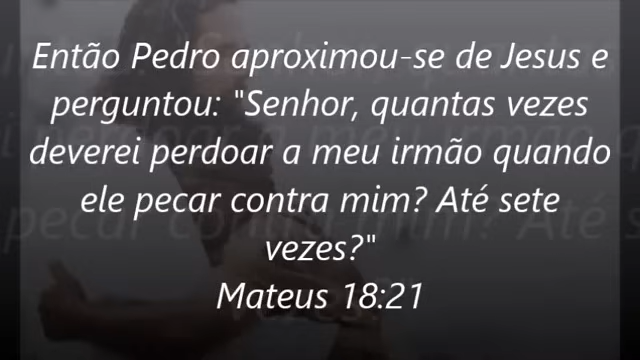 Então Pedro aproximou-se de Jesus e
perguntou: "Senhor, quantas vezes
deverei perdoar a meu irmão quando
ele pecar contra mim? Até sete
vezes?"
Mateus 18:21